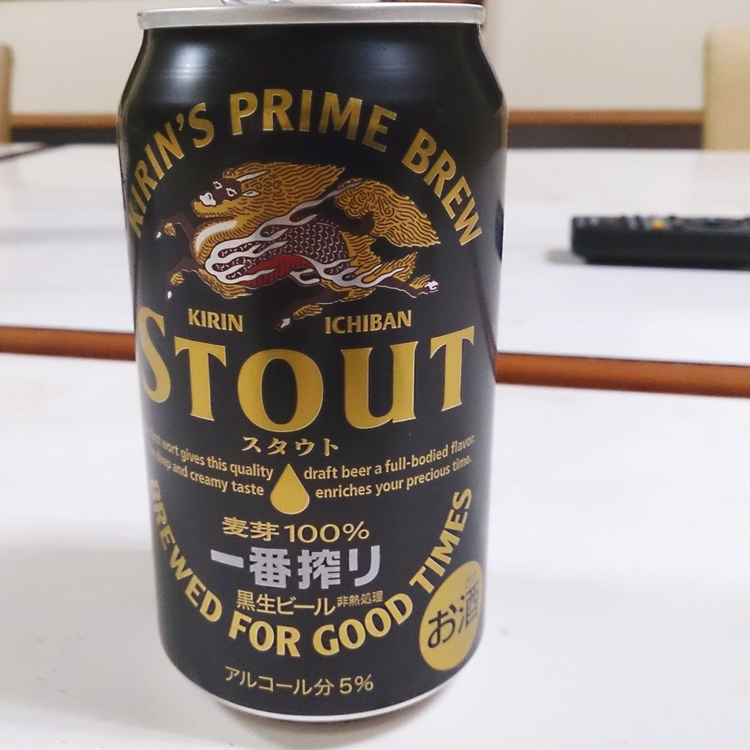 KIRIN'S PRIME BREW
KIRIN ICHIBAN
STOUT
スタウト
wort gives this quality draft beer a full-bodied flavor.
deep and creamy taste enriches your precious time.
麦芽100%
一番搾り
黒生ビール 非熱処理
BREWED FOR GOOD TIMES
お酒
アルコール分5%